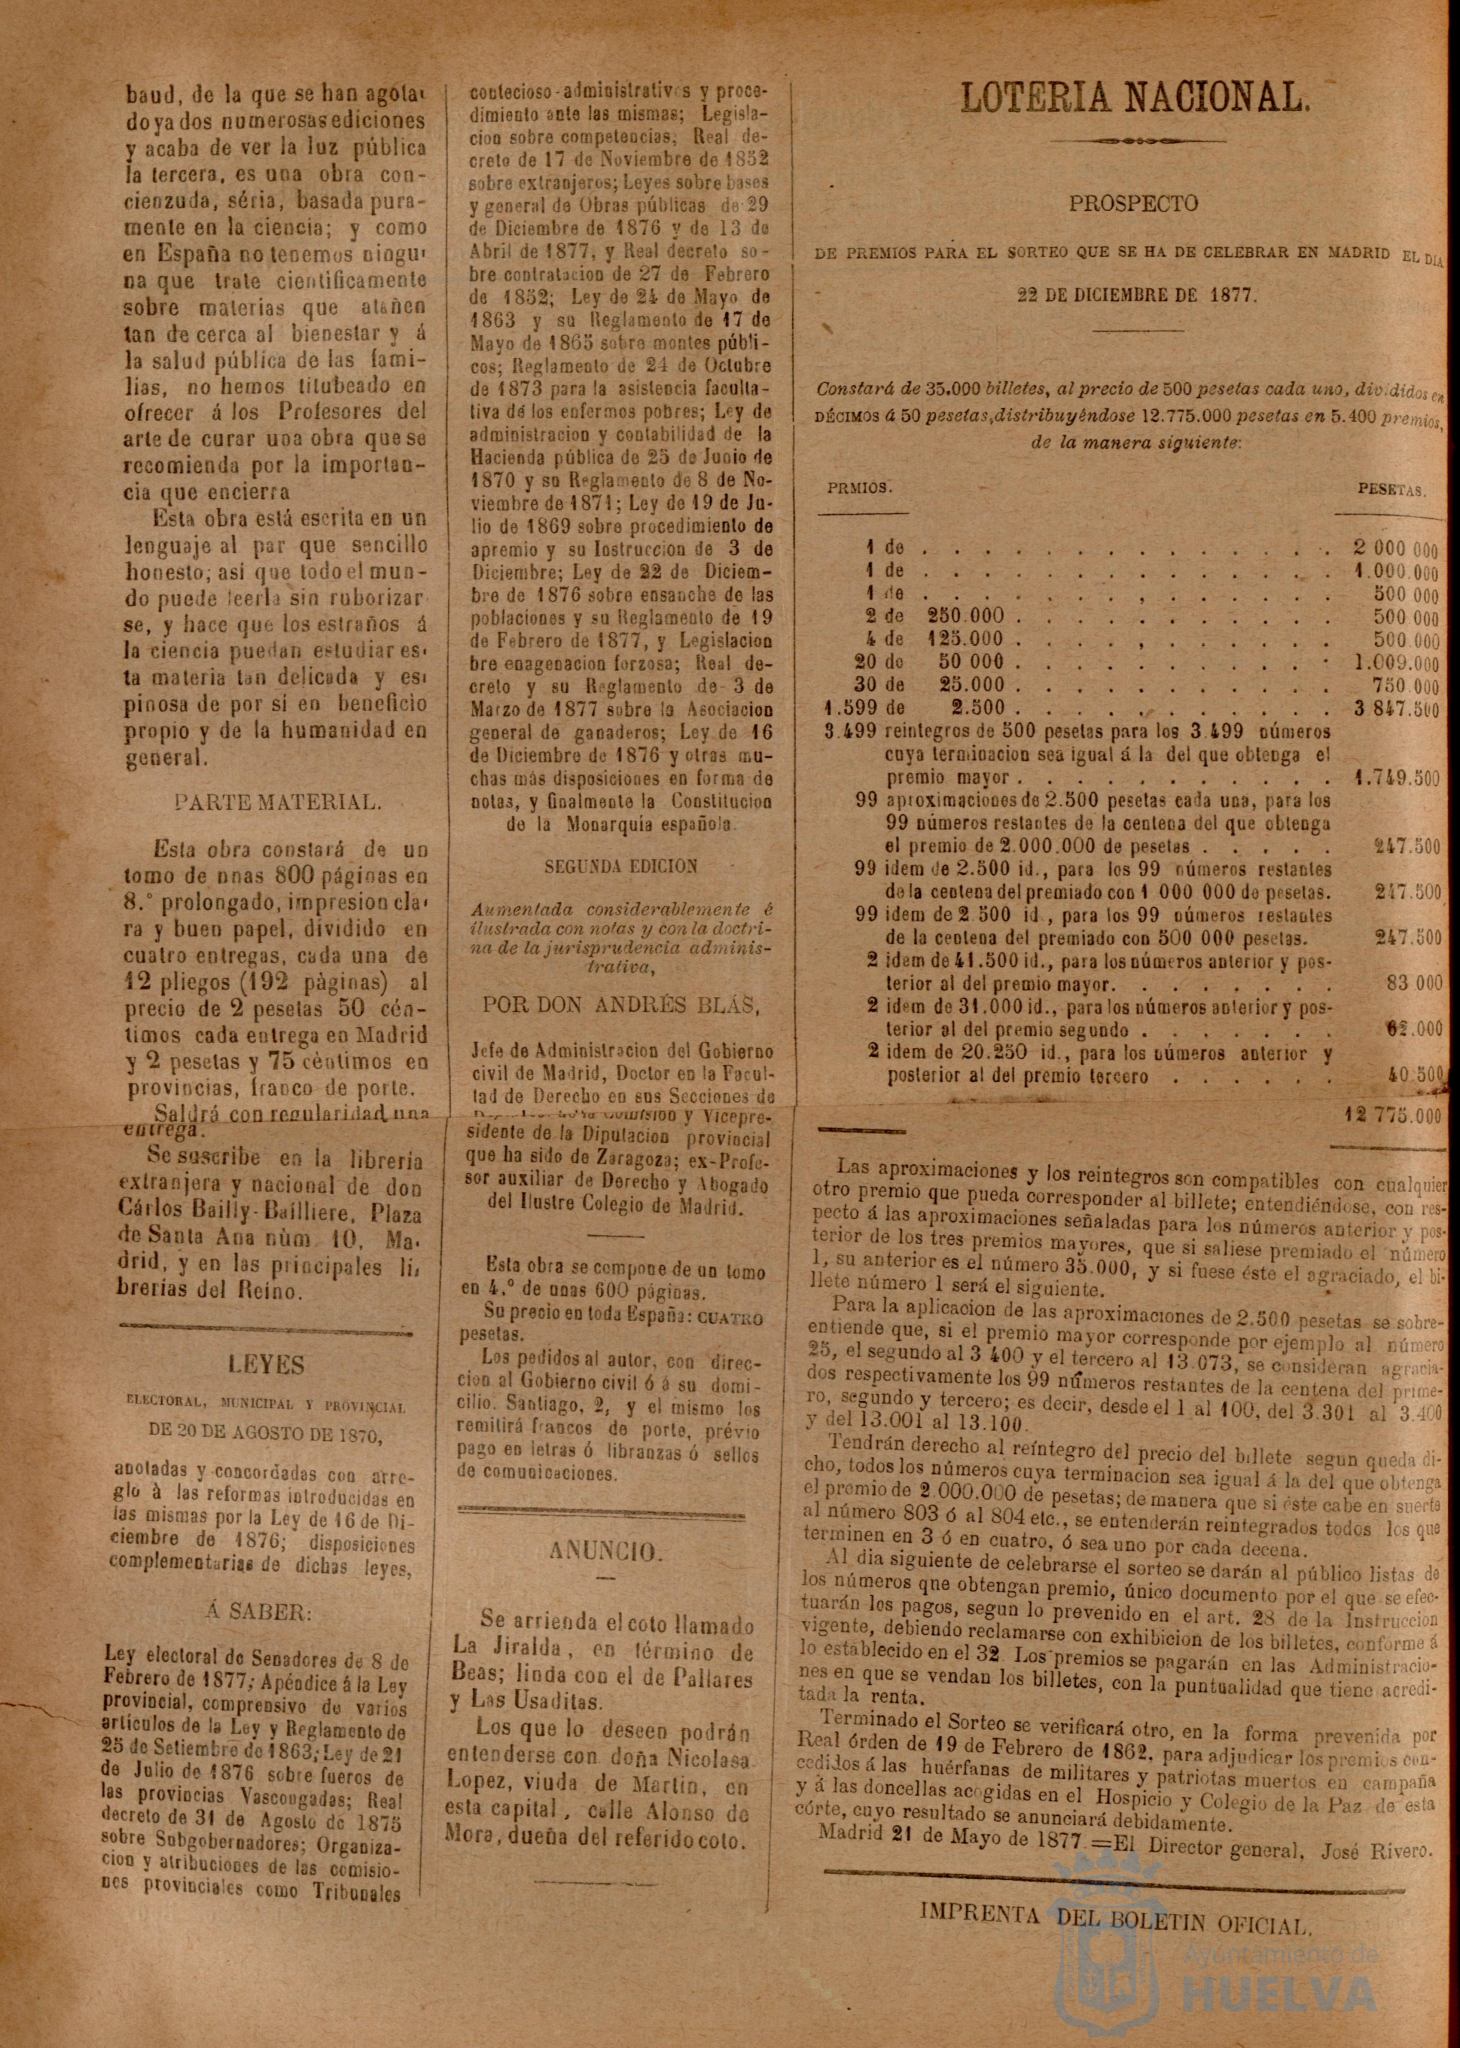 baud, de la que se han agota-
do ya dos numerosas ediciones
y acaba de ver la luz pública
la tercera, es una obra con-
cienzuda, séria, basada pura-
mente en la ciencia; y como
en España no tenemos ningu-
na que trate cientificamente
sobre materias que atañen
tan de cerca al bienestar y á
la salud pública de las fami-
lias, no hemos titubeado en
ofrecer á los Profesores del
arte de curar una obra que se
recomienda por la importan-
cia que encierra
Esta obra está escrita en un
lenguaje al par que sencillo
honesto; asi que todo el mun-
do puede leerla sin ruborizar
se, y hace que los estraños á
la ciencia puedan estudiar es-
ta materia tan delicada y es-
pinosa de por si en beneficio
propio y de la humanidad en
general.
PARTE MATERIAL.
Esta obra constará de un
tomo de unas 800 páginas en
8.° prolongado, impresion cla-
ra y buen papel, dividido en
cuatro entregas, cada una de
12 pliegos (192 pàginas) al
precio de 2 pesetas 50 cén-
timos cada entrega en Madrid
y 2 pesetas y 75 céntimos en
provincias, franco de porte.
Saldrá con regularidad una
entrega.
Se suscribe en la librería
extranjera y nacional de don
Cárlos Bailly-Bailliere, Plaza
de Santa Ana nùm. 10, Ma-
drid, y en las principales li-
brerías del Reino.
LEYES
ELECTORAL, MUNICIPAL Y PROVINCIAL
DE 20 DE AGOSTO DE 1870,
anotadas y concordadas con arre-
glo à las reformas introducidas en
las mismas por la Ley de 16 de Di-
ciembre de 1876; disposiciones
complementarias de dichas leyes,
Á SABER:
Ley electoral de Senadores de 8 de
Febrero de 1877; Apéndice á la Ley
provincial, comprensivo de varios
artículos de la Ley y Reglamento de
25 de Setiembre de 1863; Ley de 21
de Julio de 1876 sobre fueros de
las provincias Vascongadas; Real
decreto de 31 de Agosto de 1875
sobre Subgobernadores; Organiza-
cion y atribuciones de las comisio-
nes provinciales como Tribunales
contecioso-administrativos y proce-
dimiento ante las mismas; Legisla-
cion sobre competencias; Real de-
creto de 17 de Noviembre de 1852
sobre extranjeros; Leyes sobre bases
y general de Obras públicas de 29
de Diciembre de 1876 y de 13 de
Abril de 1877, y Real decreto so-
bre contratacion de 27 de Febrero
de 1852; Ley de 24 de Mayo de
1863 y su Reglamento de 17 de
Mayo de 1865 sobre montes públi-
cos; Reglamento de 24 de Octubre
de 1873 para la asistencia faculta-
tiva de los enfermos pobres; Ley de
administracion y contabilidad de la
Hacienda pública de 25 de Junio de
1870 y su Reglamento de 8 de No-
viembre de 1871; Ley de 19 de Ju-
lio de 1869 sobre procedimiento de
apremio y su Instruccion de 3 de
Diciembre; Ley de 22 de Diciem-
bre de 1876 sobre ensanche de las
poblaciones y su Reglamento de 19
de Febrero de 1877, y Legislacion
bre enagenacion forzosa; Real de-
creto y su Reglamento de 3 de
Marzo de 1877 sobre la Asociacion
general de ganaderos; Ley de 16
de Diciembre de 1876 y otras mu-
chas más disposiciones en forma de
notas, y finalmente la Constitucion
de la Monarquía española.
SEGUNDA EDICION
Aumentada considerablemente é
ilustrada con notas y con la doctri-
na de la jurisprudencia adminis-
trativa,
POR DON ANDRÉS BLÁS,
Jefe de Administracion del Gobierno
civil de Madrid, Doctor en la Facul-
tad de Derecho en sus Secciones de
Comision y Vicepre-
sidente de la Diputacion provincial
que ha sido de Zaragoza; ex-Profe-
sor auxiliar de Derecho y Abogado
del Ilustre Colegio de Madrid.
Esta obra se compone de un tomo
en 4.° de unas 600 páginas.
Su precio en toda España: CUATRO
pesetas.
Los pedidos al autor, con direc-
cion al Gobierno civil ó á su domi-
cilio. Santiago, 2, y el mismo los
remitirá francos de porte, prévio
pago en letras ó libranzas ó sellos
de comunicaciones.
ANUNCIO.
Se arrienda el coto llamado
La Jiralda, en término de
Beas; linda con el de Pallares
y Las Usaditas.
Los que lo deseen podrán
entenderse con doña Nicolasa
Lopez, viuda de Martin, en
esta capital, calle Alonso de
Mora, dueña del referido coto.
LOTERIA NACIONAL.
PROSPECTO
DE PREMIOS PARA EL SORTEO QUE SE HA DE CELEBRAR EN MADRID EL DIA
22 DE DICIEMBRE DE 1877.
Constará de 35.000 billetes, al precio de 500 pesetas cada uno, divididos en
DÉCIMOS á 50 pesetas, distribuyéndose 12.775.000 pesetas en 5.400 premios,
de la manera siguiente:
PRMIOS. PESETAS.
1 de . . . . . . . . . . . . . 2 000 000
1 de . . . . . . . . . . . . . 1.000.000
1 de . . . . . . . . . . . . . 500 000
2 de 250.000 . . . . . . . . . . 500.000
4 de 125.000 . . . . . . . . . . 500.000
20 de 50 000 . . . . . . . . . . 1.009.000
30 de 25.000 . . . . . . . . . . 750.000
1.599 de 2.500 . . . . . . . . . . 3 847.500
3.499 reintegros de 500 pesetas para los 3.499 números
cuya terminacion sea igual á la del que obtenga el
premio mayor . . . . . . . . . . 1.749.500
99 aproximaciones de 2.500 pesetas cada una, para los
99 números restantes de la centena del que obtenga
el premio de 2.000.000 de pesetas . . . . . 247.500
99 idem de 2.500 id., para los 99 números restantes
de la centena del premiado con 1 000 000 de pesetas. 247.500
99 idem de 2 500 id., para los 99 números restantes
de la centena del premiado con 500 000 pesetas. 247.500
2 idem de 41.500 id., para los números anterior y pos-
terior al del premio mayor. . . . . . . . 83 000
2 idem de 31.000 id., para los números anterior y pos-
terior al del premio segundo . . . . . . . 62.000
2 idem de 20.250 id., para los números anterior y
posterior al del premio tercero . . . . . . 40.500
12 775.000
Las aproximaciones y los reintegros son compatibles con cualquier
otro premio que pueda corresponder al billete; entendiéndose, con res-
pecto á las aproximaciones señaladas para los números anterior y pos-
terior de los tres premios mayores, que si saliese premiado el número
1, su anterior es el número 35.000, y si fuese éste el agraciado, el bi-
llete número 1 será el siguiente.
Para la aplicacion de las aproximaciones de 2.500 pesetas se sobre-
entiende que, si el premio mayor corresponde por ejemplo al número
25, el segundo al 3 400 y el tercero al 13.073, se consideran agracia-
dos respectivamente los 99 números restantes de la centena del prime-
ro, segundo y tercero; es decir, desde el 1 al 100, del 3.301 al 3.400
y del 13.001 al 13.100.
Tendrán derecho al reíntegro del precio del billete segun queda di-
cho, todos los números cuya terminacion sea igual á la del que obtenga
el premio de 2.000.000 de pesetas; de manera que si éste cabe en suerte
al número 803 ó al 804 etc., se entenderán reintegrados todos los que
terminen en 3 ó en cuatro, ó sea uno por cada decena.
Al dia siguiente de celebrarse el sorteo se darán al público listas de
los números que obtengan premio, único documento por el que se efec-
tuarán los pagos, segun lo prevenido en el art. 28 de la Instruccion
vigente, debiendo reclamarse con exhibicion de los billetes, conforme á
lo establecido en el 32. Los premios se pagarán en las Administracio-
nes en que se vendan los billetes, con la puntualidad que tiene acredi-
tada la renta.
Terminado el Sorteo se verificará otro, en la forma prevenida por
Real órden de 19 de Febrero de 1862, para adjudicar los premios con-
cedidos á las huérfanas de militares y patriotas muertos en campaña
y á las doncellas acogidas en el Hospicio y Colegio de la Paz de esta
córte, cuyo resultado se anunciará debidamente.
Madrid 21 de Mayo de 1877.=El Director general, José Rivero.
IMPRENTA DEL BOLETIN OFICIAL.
Ayuntamiento de
HUELVA